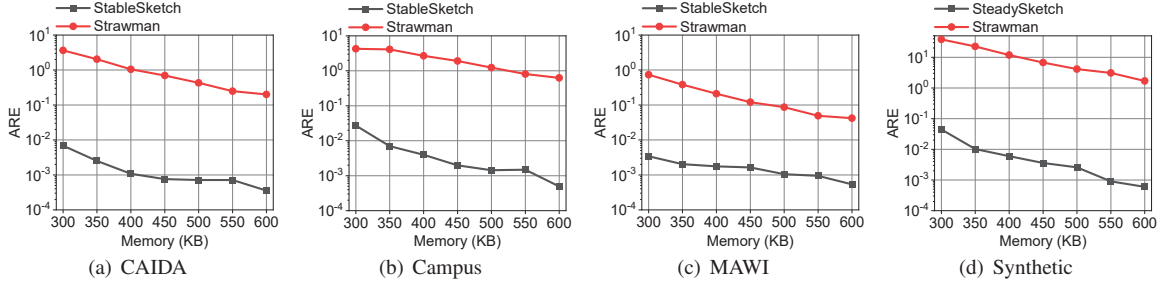 StableSketch
Strawman
ARE
10^1
10^0
10^-1
10^-2
10^-3
10^-4
300 350 400 450 500 550 600
Memory (KB)
(a) CAIDA
StableSketch
Strawman
ARE
10^1
10^0
10^-1
10^-2
10^-3
10^-4
300 350 400 450 500 550 600
Memory (KB)
(b) Campus
StableSketch
Strawman
ARE
10^1
10^0
10^-1
10^-2
10^-3
10^-4
300 350 400 450 500 550 600
Memory (KB)
(c) MAWI
SteadySketch
Strawman
ARE
10^1
10^0
10^-1
10^-2
10^-3
10^-4
300 350 400 450 500 550 600
Memory (KB)
(d) Synthetic